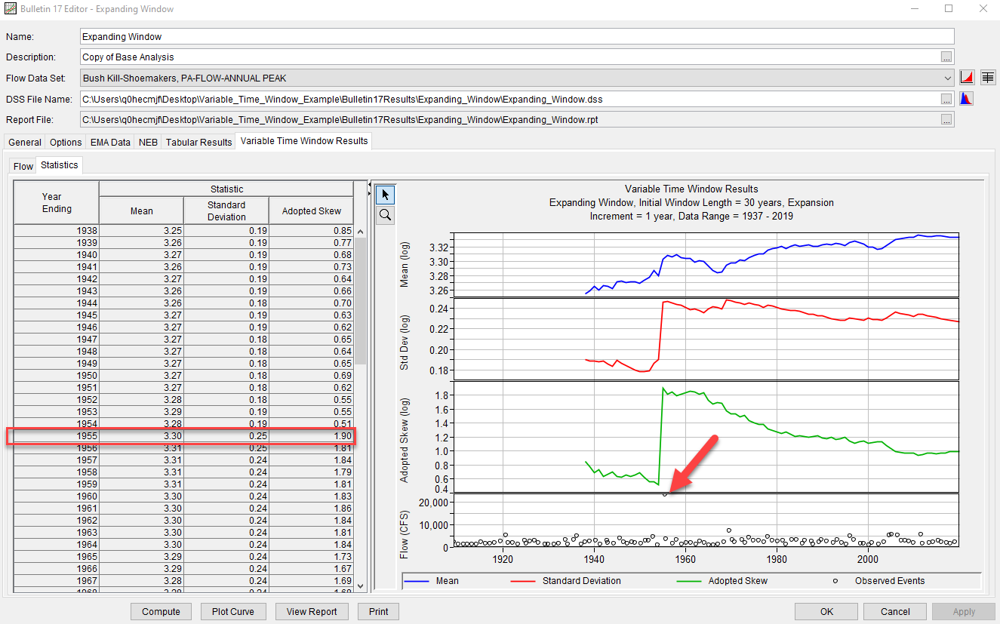 Bulletin 17 Editor - Expanding Window
Name: Expanding Window
Description: Copy of Base Analysis ...
Flow Data Set: Bush Kill-Shoemakers, PA-FLOW-ANNUAL PEAK
DSS File Name: C:\Users\q0hecmjf\Desktop\Variable_Time_Window_Example\Bulletin17Results\Expanding_Window\Expanding_Window.dss ...
Report File: C:\Users\q0hecmjf\Desktop\Variable_Time_Window_Example\Bulletin17Results\Expanding_Window\Expanding_Window.rpt ...
General Options EMA Data NEB Tabular Results Variable Time Window Results
Flow Statistics
Year Ending Statistic
Mean Standard Deviation Adopted Skew
1938 3.25 0.19 0.85
1939 3.26 0.19 0.77
1940 3.27 0.19 0.68
1941 3.26 0.19 0.73
1942 3.27 0.19 0.64
1943 3.26 0.19 0.66
1944 3.26 0.18 0.70
1945 3.27 0.19 0.63
1946 3.27 0.19 0.62
1947 3.27 0.18 0.65
1948 3.27 0.18 0.64
1949 3.27 0.18 0.65
1950 3.27 0.18 0.69
1951 3.27 0.18 0.62
1952 3.28 0.18 0.55
1953 3.29 0.19 0.55
1954 3.28 0.19 0.51
1955 3.30 0.25 1.90
1956 3.31 0.25 1.81
1957 3.31 0.24 1.84
1958 3.31 0.24 1.79
1959 3.31 0.24 1.81
1960 3.30 0.24 1.83
1961 3.30 0.24 1.86
1962 3.30 0.24 1.84
1963 3.30 0.24 1.81
1964 3.30 0.24 1.84
1965 3.29 0.24 1.73
1966 3.29 0.24 1.67
1967 3.28 0.24 1.69
1968 3.28 0.24 1.68
Variable Time Window Results
Expanding Window, Initial Window Length = 30 years, Expansion
Increment = 1 year, Data Range = 1937 - 2019
Mean (log)
3.32
3.30
3.28
3.26
Std Dev (log)
0.24
0.22
0.20
0.18
Adopted Skew (log)
1.8
1.6
1.4
1.2
1.0
0.8
0.6
0.4
Flow (CFS)
20,000
10,000
0
1920 1940 1960 1980 2000
Mean Standard Deviation Adopted Skew Observed Events
Compute Plot Curve View Report Print OK Cancel Apply